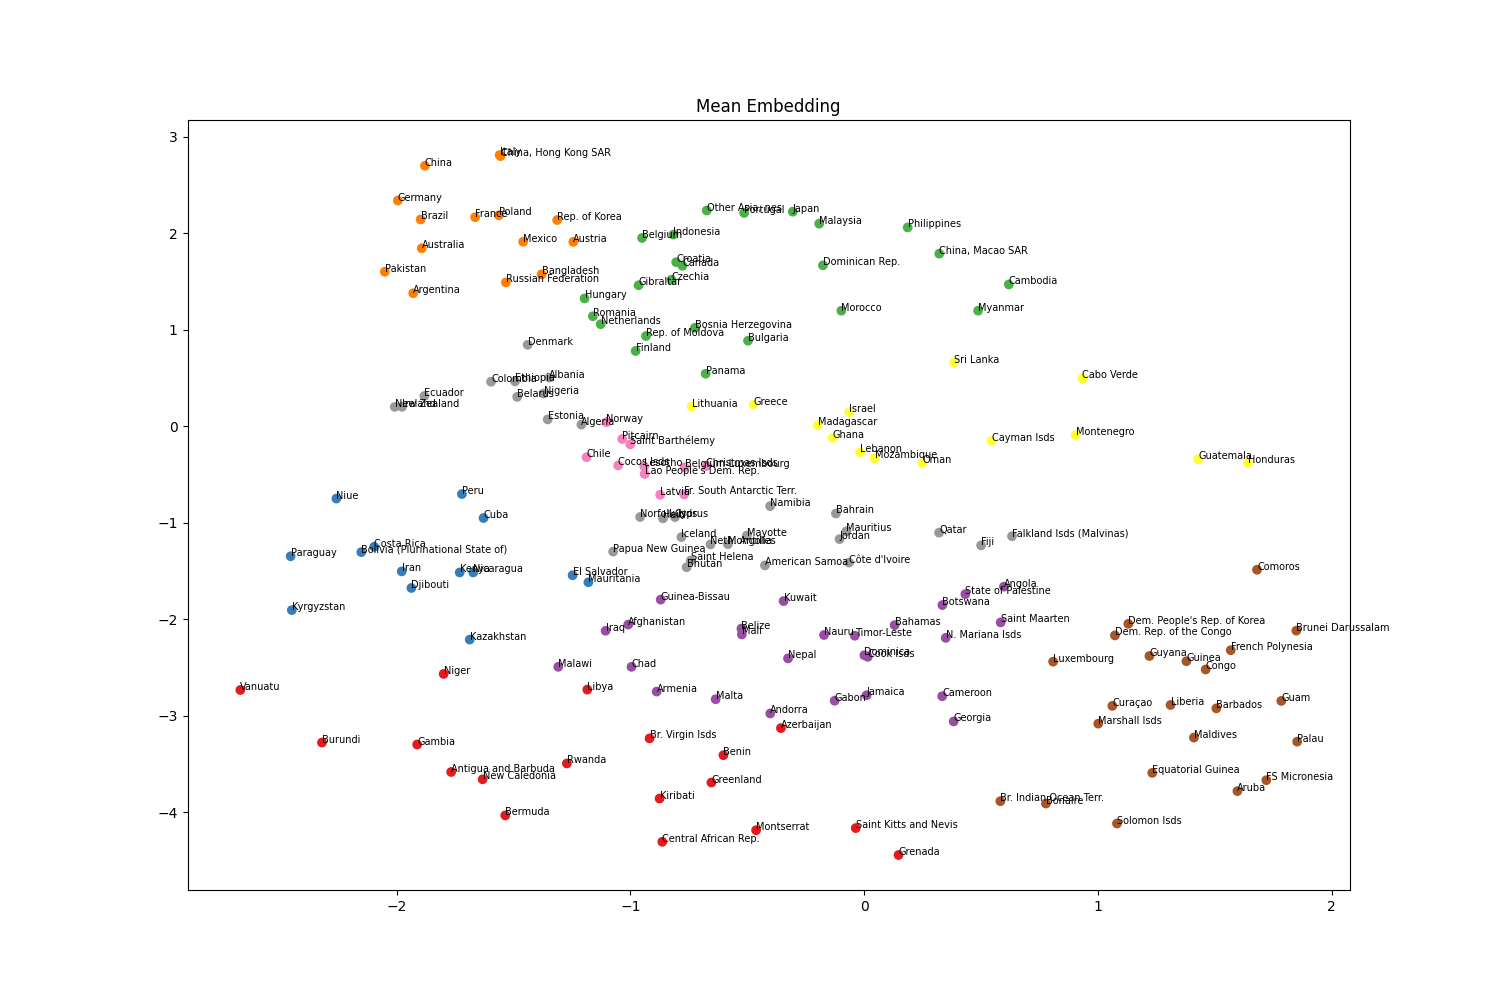 Mean Embedding
3
China, Hong Kong SAR
China
Germany
Other Asia, nes
Japan
France
Poland
Brazil
Rep. of Korea
Malaysia
2
Philippines
Mexico
Austria
Belgium
Indonesia
Australia
China, Macao SAR
Croatia
Canada
Dominican Rep.
Pakistan
Bangladesh
Russian Federation
Czechia
Gibraltar
Cambodia
Argentina
Hungary
Romania
Netherlands
Morocco
Myanmar
1
Bosnia Herzegovina
Rep. of Moldova
Bulgaria
Denmark
Finland
Sri Lanka
Panama
Colombia
Ethiopia
Albania
Cabo Verde
Ecuador
Belarus
Nigeria
New Zealand
Lithuania
Greece
Israel
Estonia
Algeria
Norway
Madagascar
0
Pitcairn
Saint Barthélemy
Ghana
Cayman Isds
Montenegro
Chile
Cocos Isds
Lesotho
Belgium-Luxembourg
Christmas Isds
Lao People's Dem. Rep.
Lebanon
Mozambique
Oman
Guatemala
Honduras
Niue
Peru
Latvia
Fr. South Antarctic Terr.
Namibia
−1
Cuba
Cyprus
Bahrain
Iceland
Mayotte
Mauritius
Jordan
Qatar
Falkland Isds (Malvinas)
Fiji
Paraguay
Costa Rica
Bolivia (Plurinational State of)
Papua New Guinea
Saint Helena
Bhutan
American Samoa
Côte d'Ivoire
Iran
Kenya
Nicaragua
El Salvador
Mauritania
Comoros
Djibouti
Kyrgyzstan
Guinea-Bissau
Kuwait
Angola
State of Palestine
Botswana
−2
Kazakhstan
Iraq
Afghanistan
Belize
Mali
Nauru
Timor-Leste
Bahamas
N. Mariana Isds
Saint Maarten
Dem. People's Rep. of Korea
Dem. Rep. of the Congo
Brunei Darussalam
Niger
Malawi
Chad
Nepal
Dominica
Cook Isds
Luxembourg
Guyana
Guinea
Congo
French Polynesia
Vanuatu
Libya
Armenia
Malta
Gabon
Jamaica
Cameroon
Curaçao
Liberia
Barbados
Guam
−3
Burundi
Gambia
Br. Virgin Isds
Andorra
Azerbaijan
Georgia
Marshall Isds
Maldives
Palau
Antigua and Barbuda
New Caledonia
Rwanda
Benin
Greenland
Equatorial Guinea
FS Micronesia
Aruba
−4
Bermuda
Kiribati
Central African Rep.
Montserrat
Saint Kitts and Nevis
Grenada
Br. Indian Ocean Terr.
Bonaire
Solomon Isds
−2 −1 0 1 2